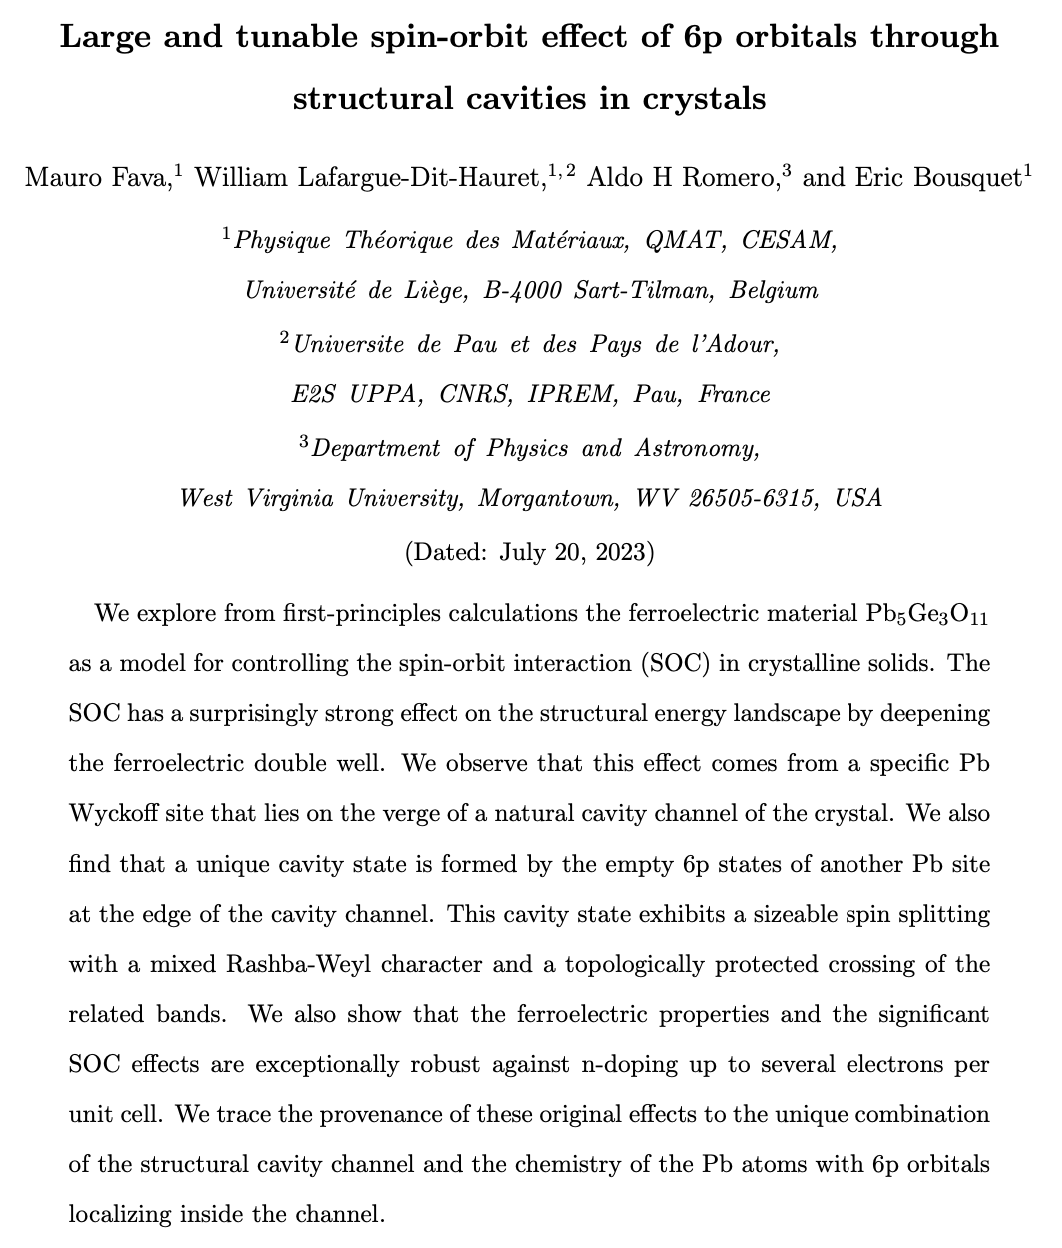 Large and tunable spin-orbit effect of 6p orbitals through
structural cavities in crystals
Mauro Fava,1 William Lafargue-Dit-Hauret,1,2 Aldo H Romero,3 and Eric Bousquet1
1Physique Théorique des Matériaux, QMAT, CESAM,
Université de Liège, B-4000 Sart-Tilman, Belgium
2Universite de Pau et des Pays de l'Adour,
E2S UPPA, CNRS, IPREM, Pau, France
3Department of Physics and Astronomy,
West Virginia University, Morgantown, WV 26505-6315, USA
(Dated: July 20, 2023)
We explore from first-principles calculations the ferroelectric material Pb5Ge3O11
as a model for controlling the spin-orbit interaction (SOC) in crystalline solids. The
SOC has a surprisingly strong effect on the structural energy landscape by deepening
the ferroelectric double well. We observe that this effect comes from a specific Pb
Wyckoff site that lies on the verge of a natural cavity channel of the crystal. We also
find that a unique cavity state is formed by the empty 6p states of another Pb site
at the edge of the cavity channel. This cavity state exhibits a sizeable spin splitting
with a mixed Rashba-Weyl character and a topologically protected crossing of the
related bands. We also show that the ferroelectric properties and the significant
SOC effects are exceptionally robust against n-doping up to several electrons per
unit cell. We trace the provenance of these original effects to the unique combination
of the structural cavity channel and the chemistry of the Pb atoms with 6p orbitals
localizing inside the channel.